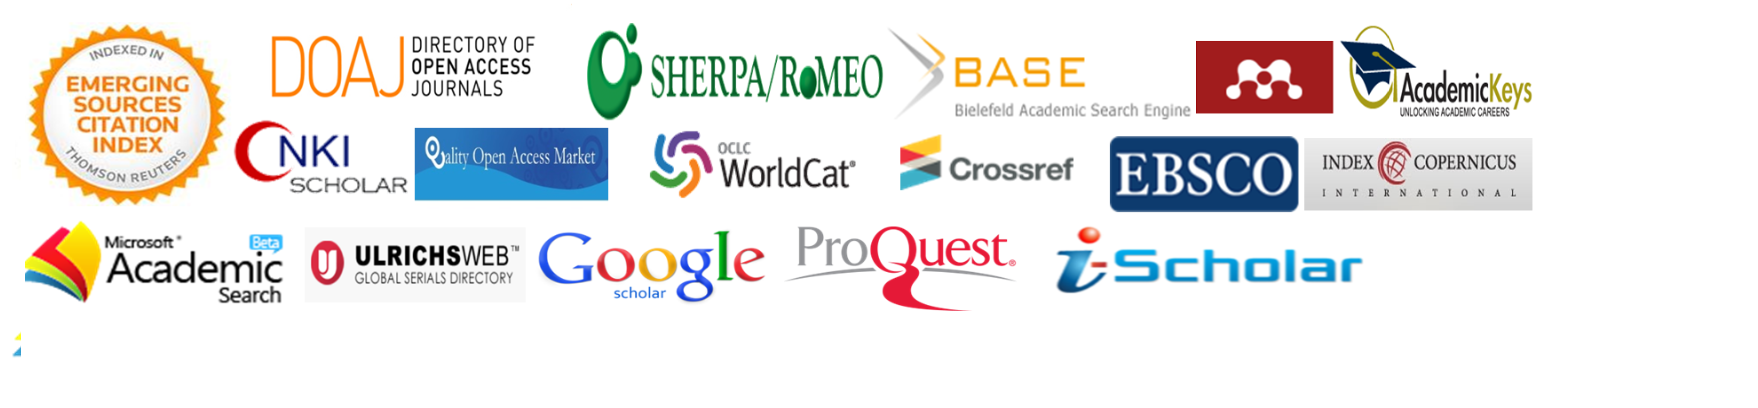 INDEXED IN
EMERGING
SOURCES
CITATION
INDEX
THOMSON REUTERS
DOAJ
DIRECTORY OF
OPEN ACCESS
JOURNALS
SHERPA/RoMEO
BASE
Bielefeld Academic Search Engine
AcademicKeys
UNLOCKING ACADEMIC CAREERS
CNKI
SCHOLAR
Quality Open Access Market
OCLC
WorldCat®
Crossref
EBSCO
INDEX COPERNICUS
INTERNATIONAL
Microsoft®
Beta
Academic
Search
ULRICHSWEB™
GLOBAL SERIALS DIRECTORY
Google
scholar
ProQuest®
i-Scholar